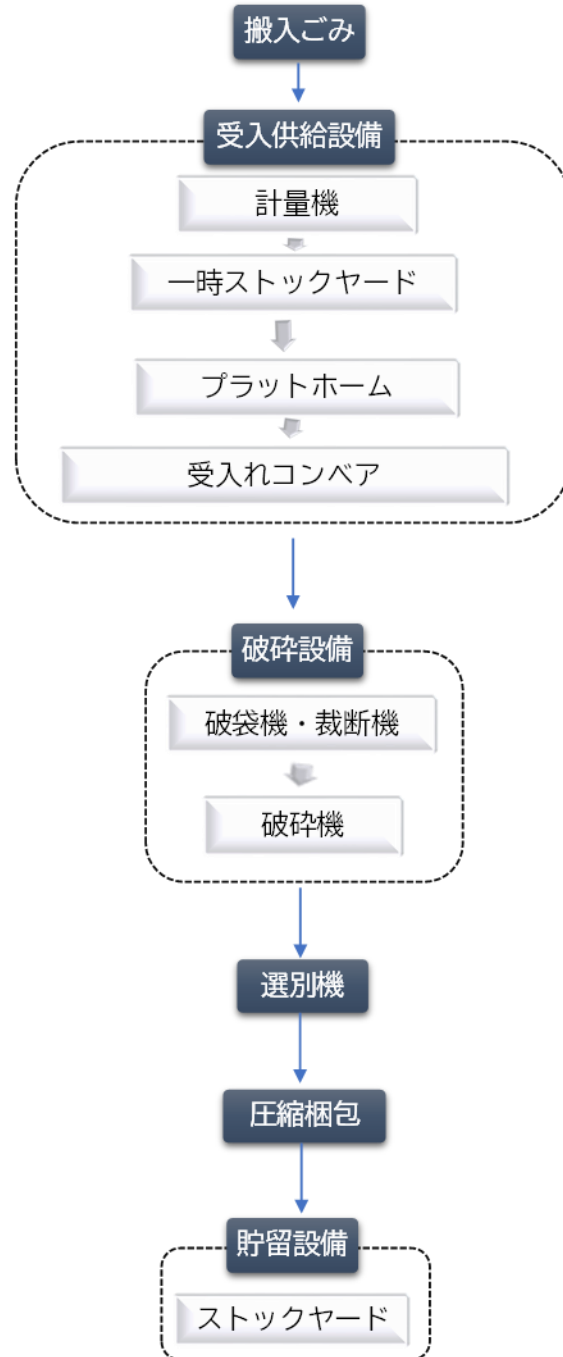 搬入ごみ
受入供給設備
計量機
一時ストックヤード
プラットホーム
受入れコンベア
破砕設備
破袋機・裁断機
破砕機
選別機
圧縮梱包
貯留設備
ストックヤード